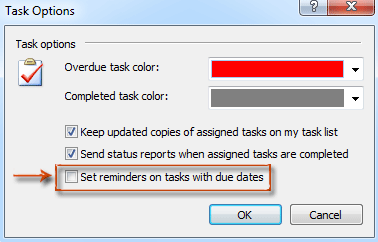 Task Options
?
Task options
Overdue task color:
Completed task color:
Keep updated copies of assigned tasks on my task list
Send status reports when assigned tasks are completed
Set reminders on tasks with due dates
OK Cancel